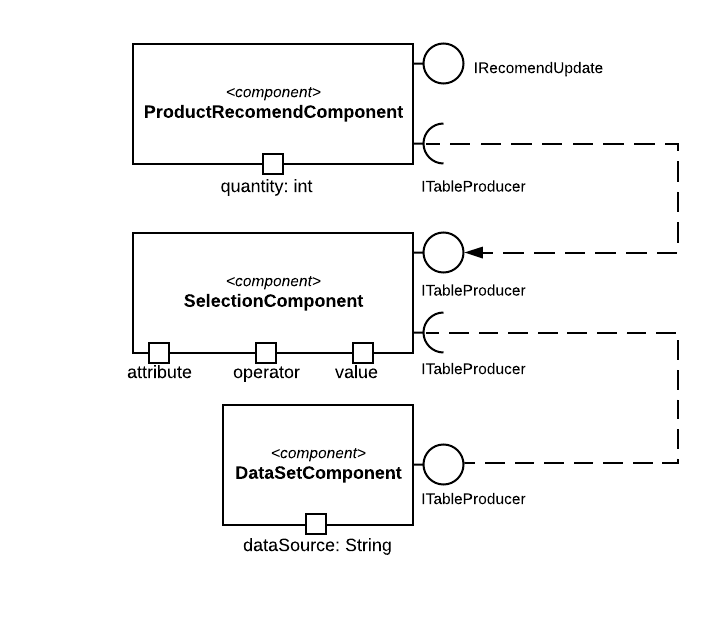 <component>
ProductRecomendComponent
IRecomendUpdate
quantity: int
ITableProducer
<component>
SelectionComponent
ITableProducer
attribute
operator
value
ITableProducer
<component>
DataSetComponent
ITableProducer
dataSource: String